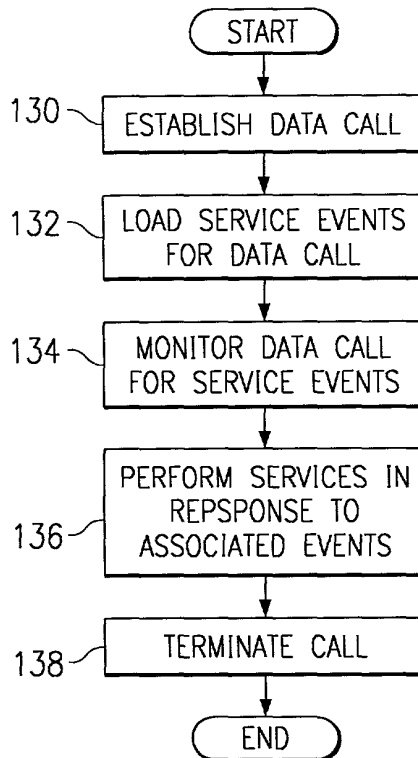 START
130
ESTABLISH DATA CALL
132
LOAD SERVICE EVENTS
FOR DATA CALL
134
MONITOR DATA CALL
FOR SERVICE EVENTS
136
PERFORM SERVICES IN
REPSPONSE TO
ASSOCIATED EVENTS
138
TERMINATE CALL
END